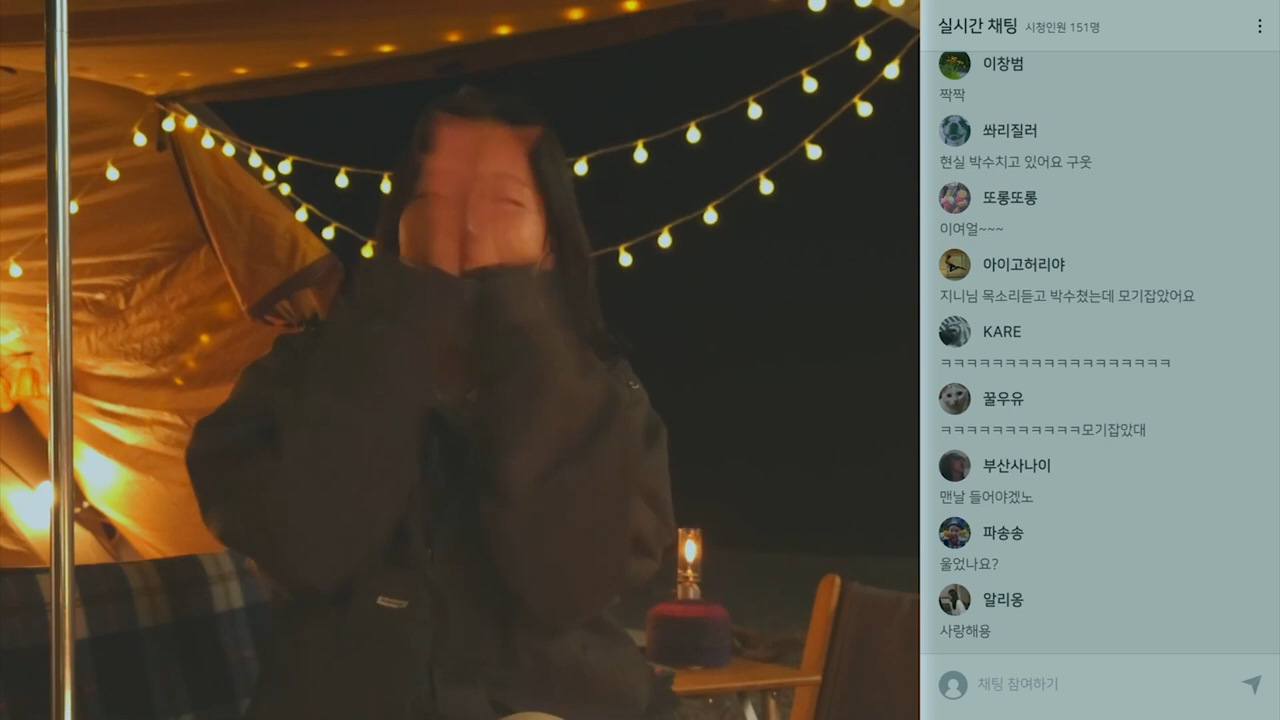 실시간 채팅 시청인원 151명
이창범
짝짝
쏴리질러
현실 박수치고 있어요 구웃
또롱또롱
이여얼~~~
아이고허리야
지니님 목소리듣고 박수쳤는데 모기잡았어요
KARE
ㅋㅋㅋㅋㅋㅋㅋㅋㅋㅋㅋㅋㅋㅋㅋㅋㅋㅋ
꿀우유
ㅋㅋㅋㅋㅋㅋㅋㅋㅋㅋㅋ모기잡았대
부산사나이
맨날 들어야겠노
파송송
울었나요?
알리옹
사랑해용
채팅 참여하기